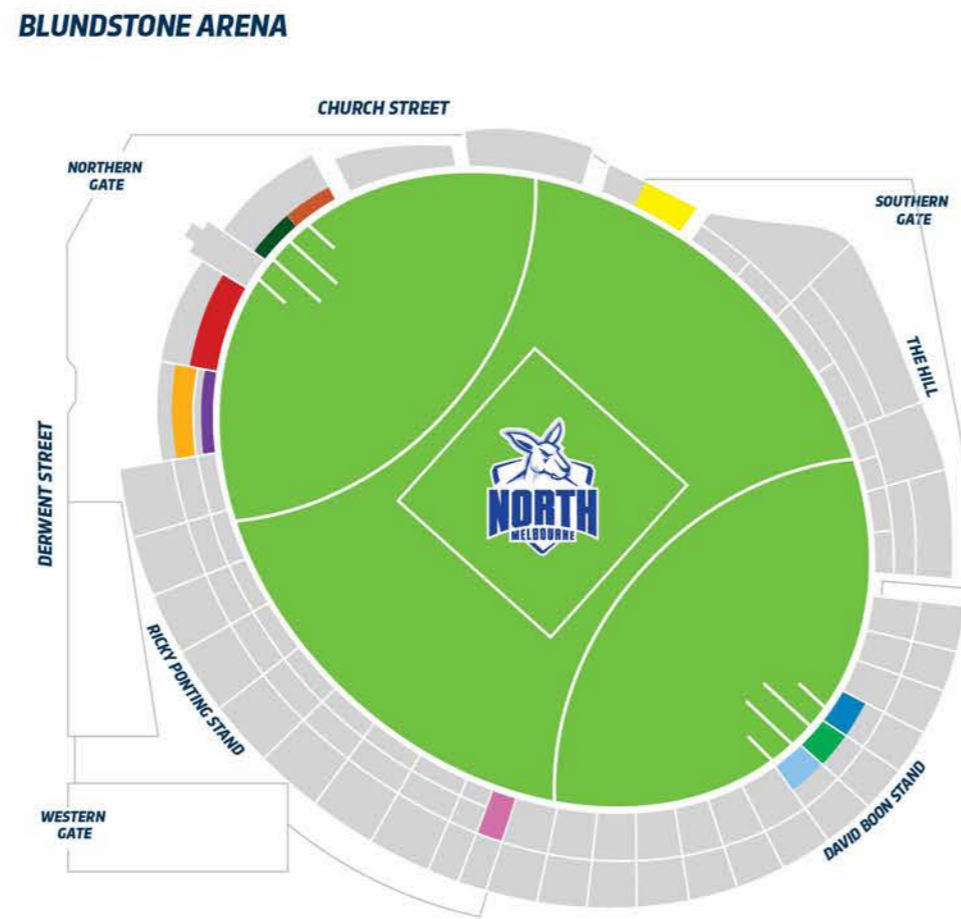 BLUNDSTONE ARENA
CHURCH STREET
NORTHERN
GATE
SOUTHERN
GATE
THE HILL
DERWENT STREET
NORTH
MELBOURNE
RICKY PONTING STAND
DAVID BOON STAND
WESTERN
GATE